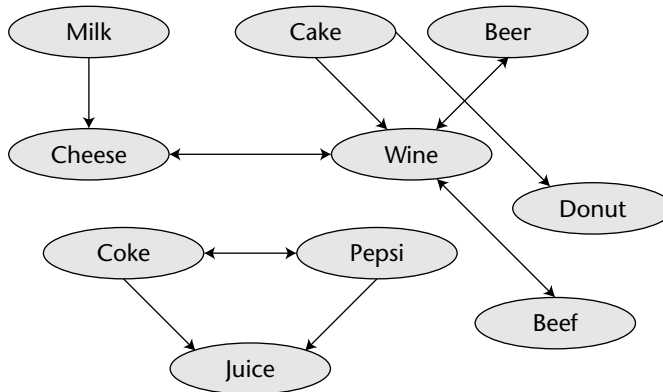 Milk
Cake
Beer
Cheese
Wine
Donut
Coke
Pepsi
Beef
Juice